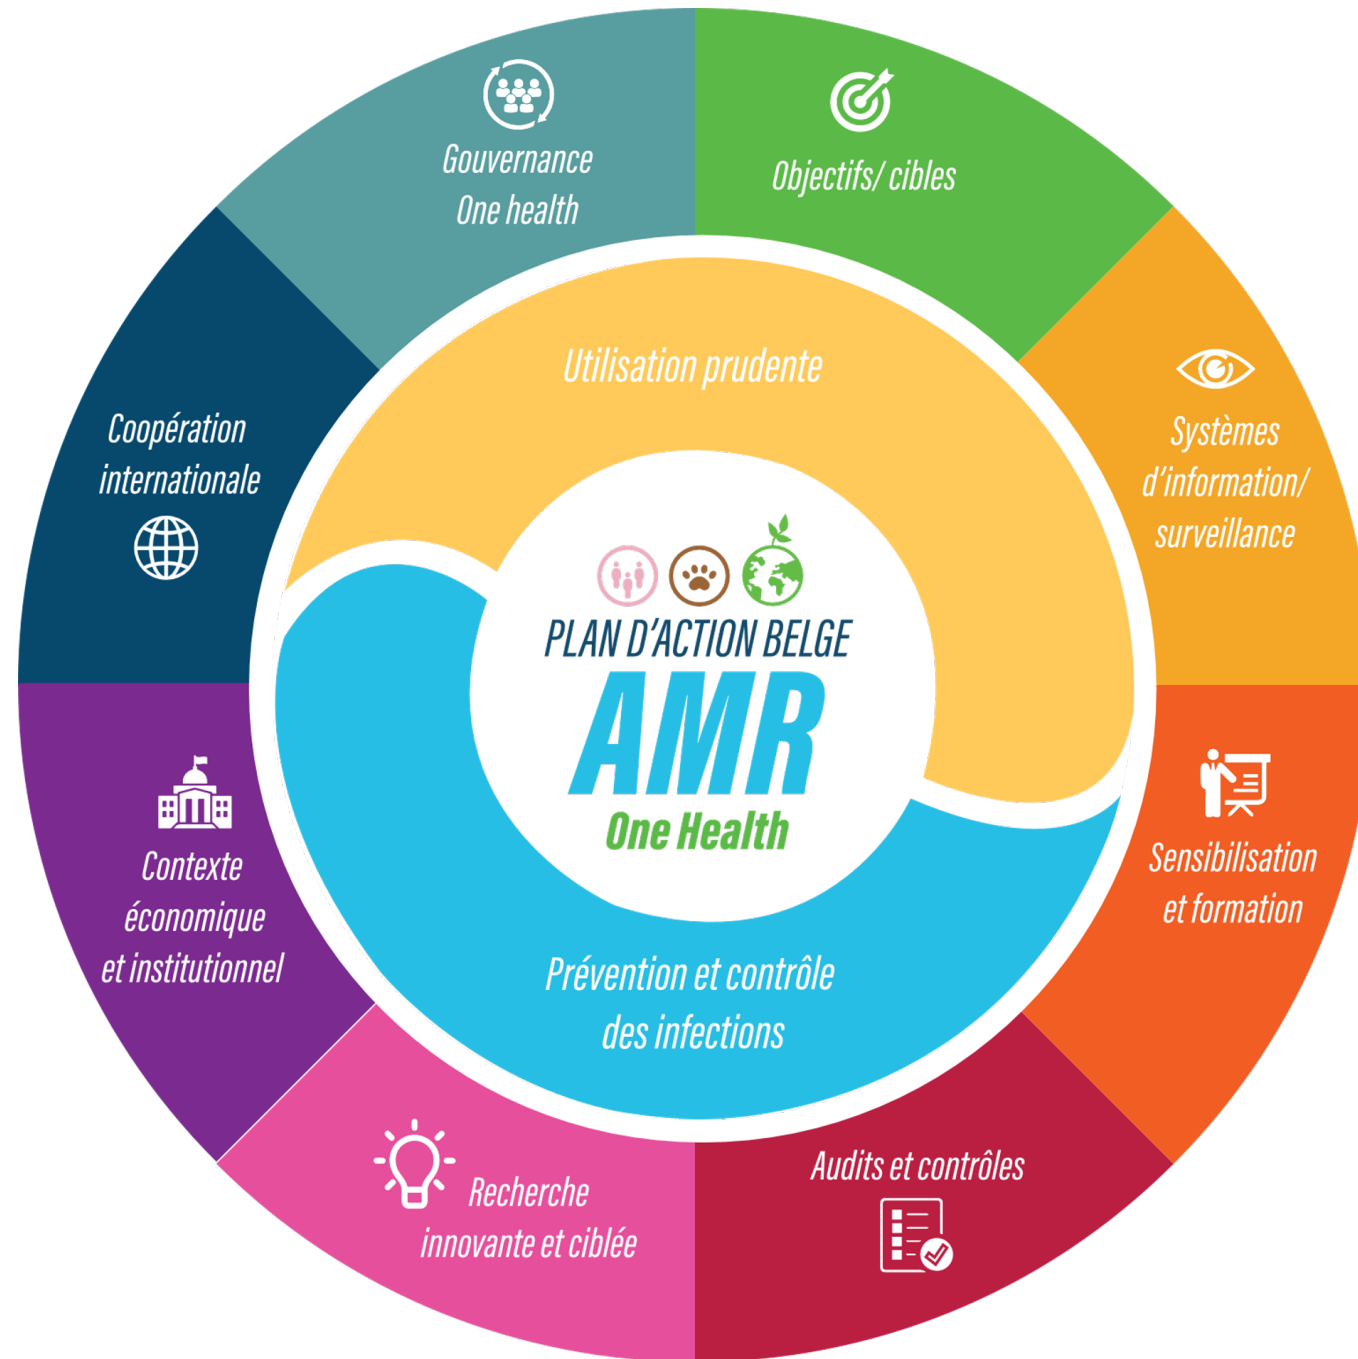 Gouvernance
One health
Objectifs/ cibles
Systèmes
d'information/
surveillance
Sensibilisation
et formation
Audits et contrôles
Recherche
innovante et ciblée
Contexte
économique
et institutionnel
Coopération
internationale
Utilisation prudente
PLAN D'ACTION BELGE
AMR
One Health
Prévention et contrôle
des infections